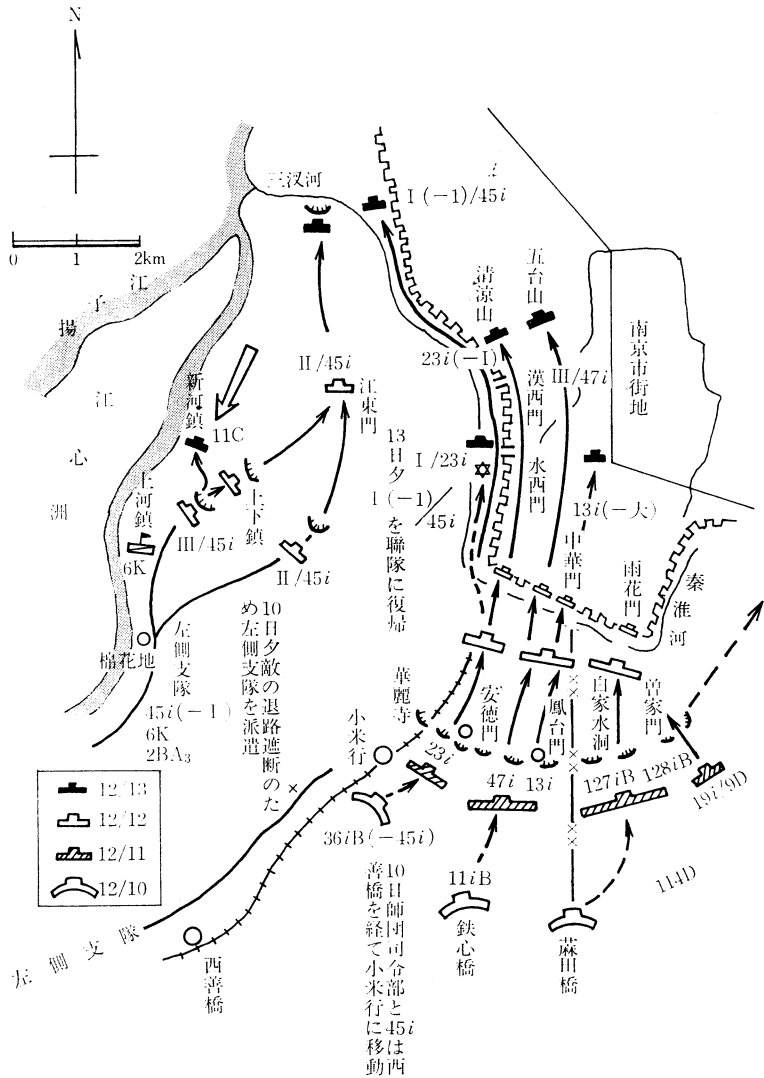 N
0 1 2km
三汊河
I(-1)/45i
揚子江
江心洲
清涼山
五台山
南京市街地
II/45i
江東門
23i(-I)
漢西門
III/47i
新河鎮
11C
上河鎮
上下鎮
III/45i
6K
II/45i
13日夕I(-1)/45iを聯隊に復帰
I/23i
水西門
13i(-大)
中華門
雨花門
秦淮河
棉花地
左側支隊
45i(-I)
6K
2BA3
10日夕敵の退路遮断のた
め左側支隊を派遣
小米行
華麗寺
23i
安徳門
47i
鳳台門
13i
自家水洞
127iB
128iB
曽家門
19i/9D
12/13
12/12
12/11
12/10
36iB(-45i)
10日師団司令部と45iは西
善橋を経て小米行に移動
11iB
鉄心橋
114D
左側支隊
西善橋